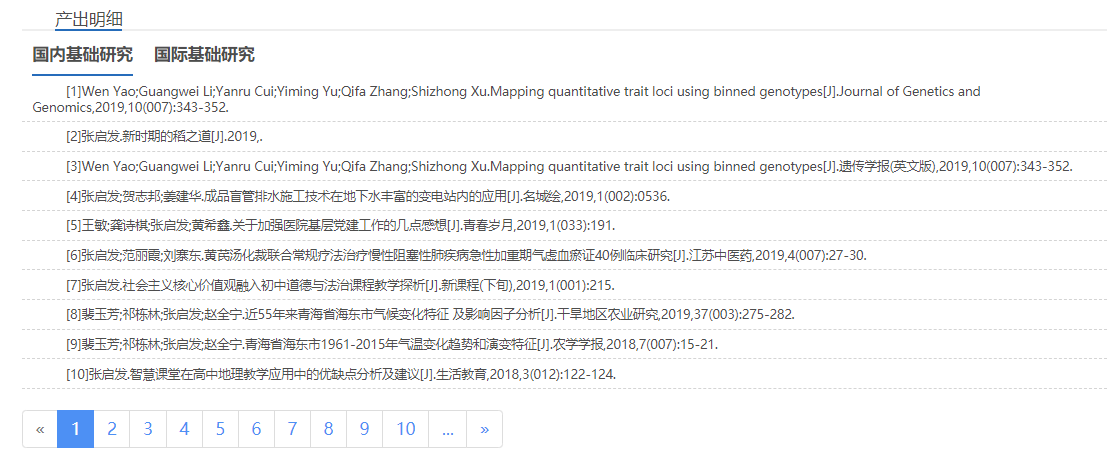 产出明细
国内基础研究 国际基础研究
[1]Wen Yao;Guangwei Li;Yanru Cui;Yiming Yu;Qifa Zhang;Shizhong Xu.Mapping quantitative trait loci using binned genotypes[J].Journal of Genetics and
Genomics,2019,10(007):343-352.
[2]张启发.新时期的稻之道[J].2019,.
[3]Wen Yao;Guangwei Li;Yanru Cui;Yiming Yu;Qifa Zhang;Shizhong Xu.Mapping quantitative trait loci using binned genotypes[J].遗传学报(英文版),2019,10(007):343-352.
[4]张启发;贺志邦;姜建华.成品盲管排水施工技术在地下水丰富的变电站内的应用[J].名城绘,2019,1(002):0536.
[5]王敏;龚诗棋;张启发;黄希鑫.关于加强医院基层党建工作的几点感想[J].青春岁月,2019,1(033):191.
[6]张启发;范丽霞;刘寨东.黄芪汤化裁联合常规疗法治疗慢性阻塞性肺疾病急性加重期气虚血瘀证40例临床研究[J].江苏中医药,2019,4(007):27-30.
[7]张启发.社会主义核心价值观融入初中道德与法治课程教学探析[J].新课程(下旬),2019,1(001):215.
[8]裴玉芳;祁栋林;张启发;赵全宁.近55年来青海省海东市气候变化特征 及影响因子分析[J].干旱地区农业研究,2019,37(003):275-282.
[9]裴玉芳;祁栋林;张启发;赵全宁.青海省海东市1961-2015年气温变化趋势和演变特征[J].农学学报,2018,7(007):15-21.
[10]张启发.智慧课堂在高中地理教学应用中的优缺点分析及建议[J].生活教育,2018,3(012):122-124.
« 1 2 3 4 5 6 7 8 9 10 ... »